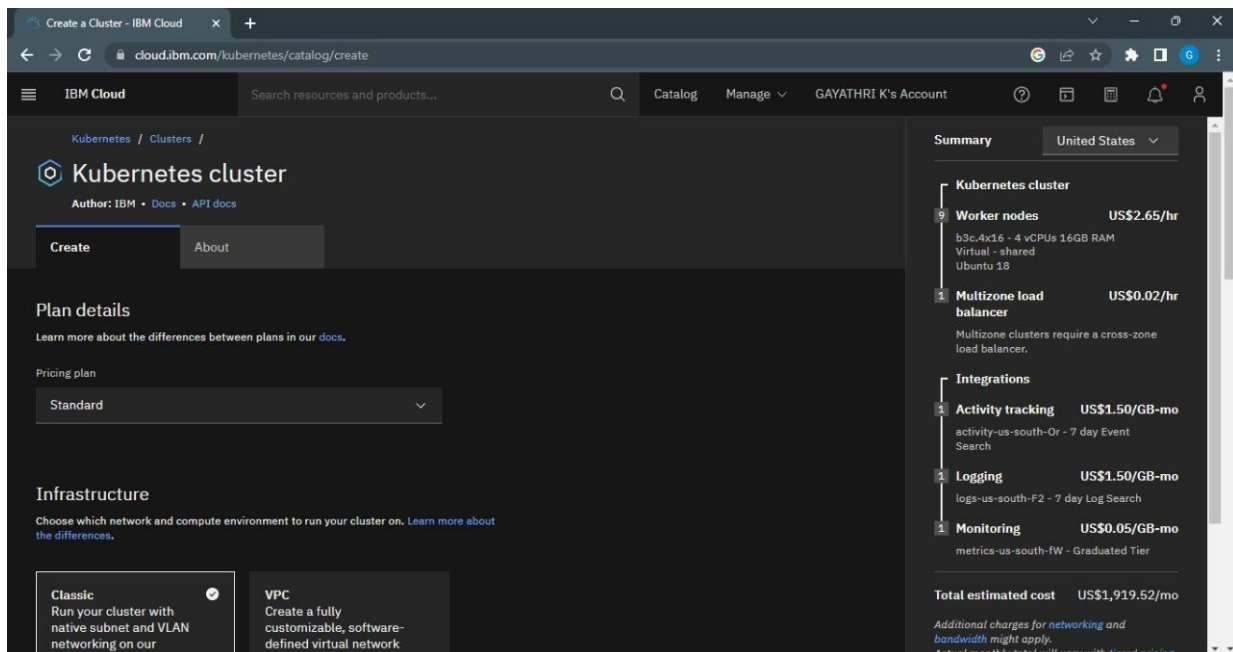 Create a Cluster - IBM Cloud
cloud.ibm.com/kubernetes/catalog/create
G
IBM Cloud
Search resources and products...
Catalog
Manage
GAYATHRI K's Account
Kubernetes / Clusters /
Kubernetes cluster
Author: IBM • Docs • API docs
Create
About
Plan details
Learn more about the differences between plans in our docs.
Pricing plan
Standard
Infrastructure
Choose which network and compute environment to run your cluster on. Learn more about
the differences.
Classic
Run your cluster with
native subnet and VLAN
networking on our
VPC
Create a fully
customizable, software-
defined virtual network
Summary
United States
Kubernetes cluster
9 Worker nodes US$2.65/hr
b3c.4x16 - 4 vCPUs 16GB RAM
Virtual - shared
Ubuntu 18
1 Multizone load US$0.02/hr
balancer
Multizone clusters require a cross-zone
load balancer.
Integrations
1 Activity tracking US$1.50/GB-mo
activity-us-south-Or - 7 day Event
Search
1 Logging US$1.50/GB-mo
logs-us-south-F2 - 7 day Log Search
1 Monitoring US$0.05/GB-mo
metrics-us-south-fW - Graduated Tier
Total estimated cost US$1,919.52/mo
Additional charges for networking and
bandwidth might apply.
Actual monthly total will vary with tiered pricing